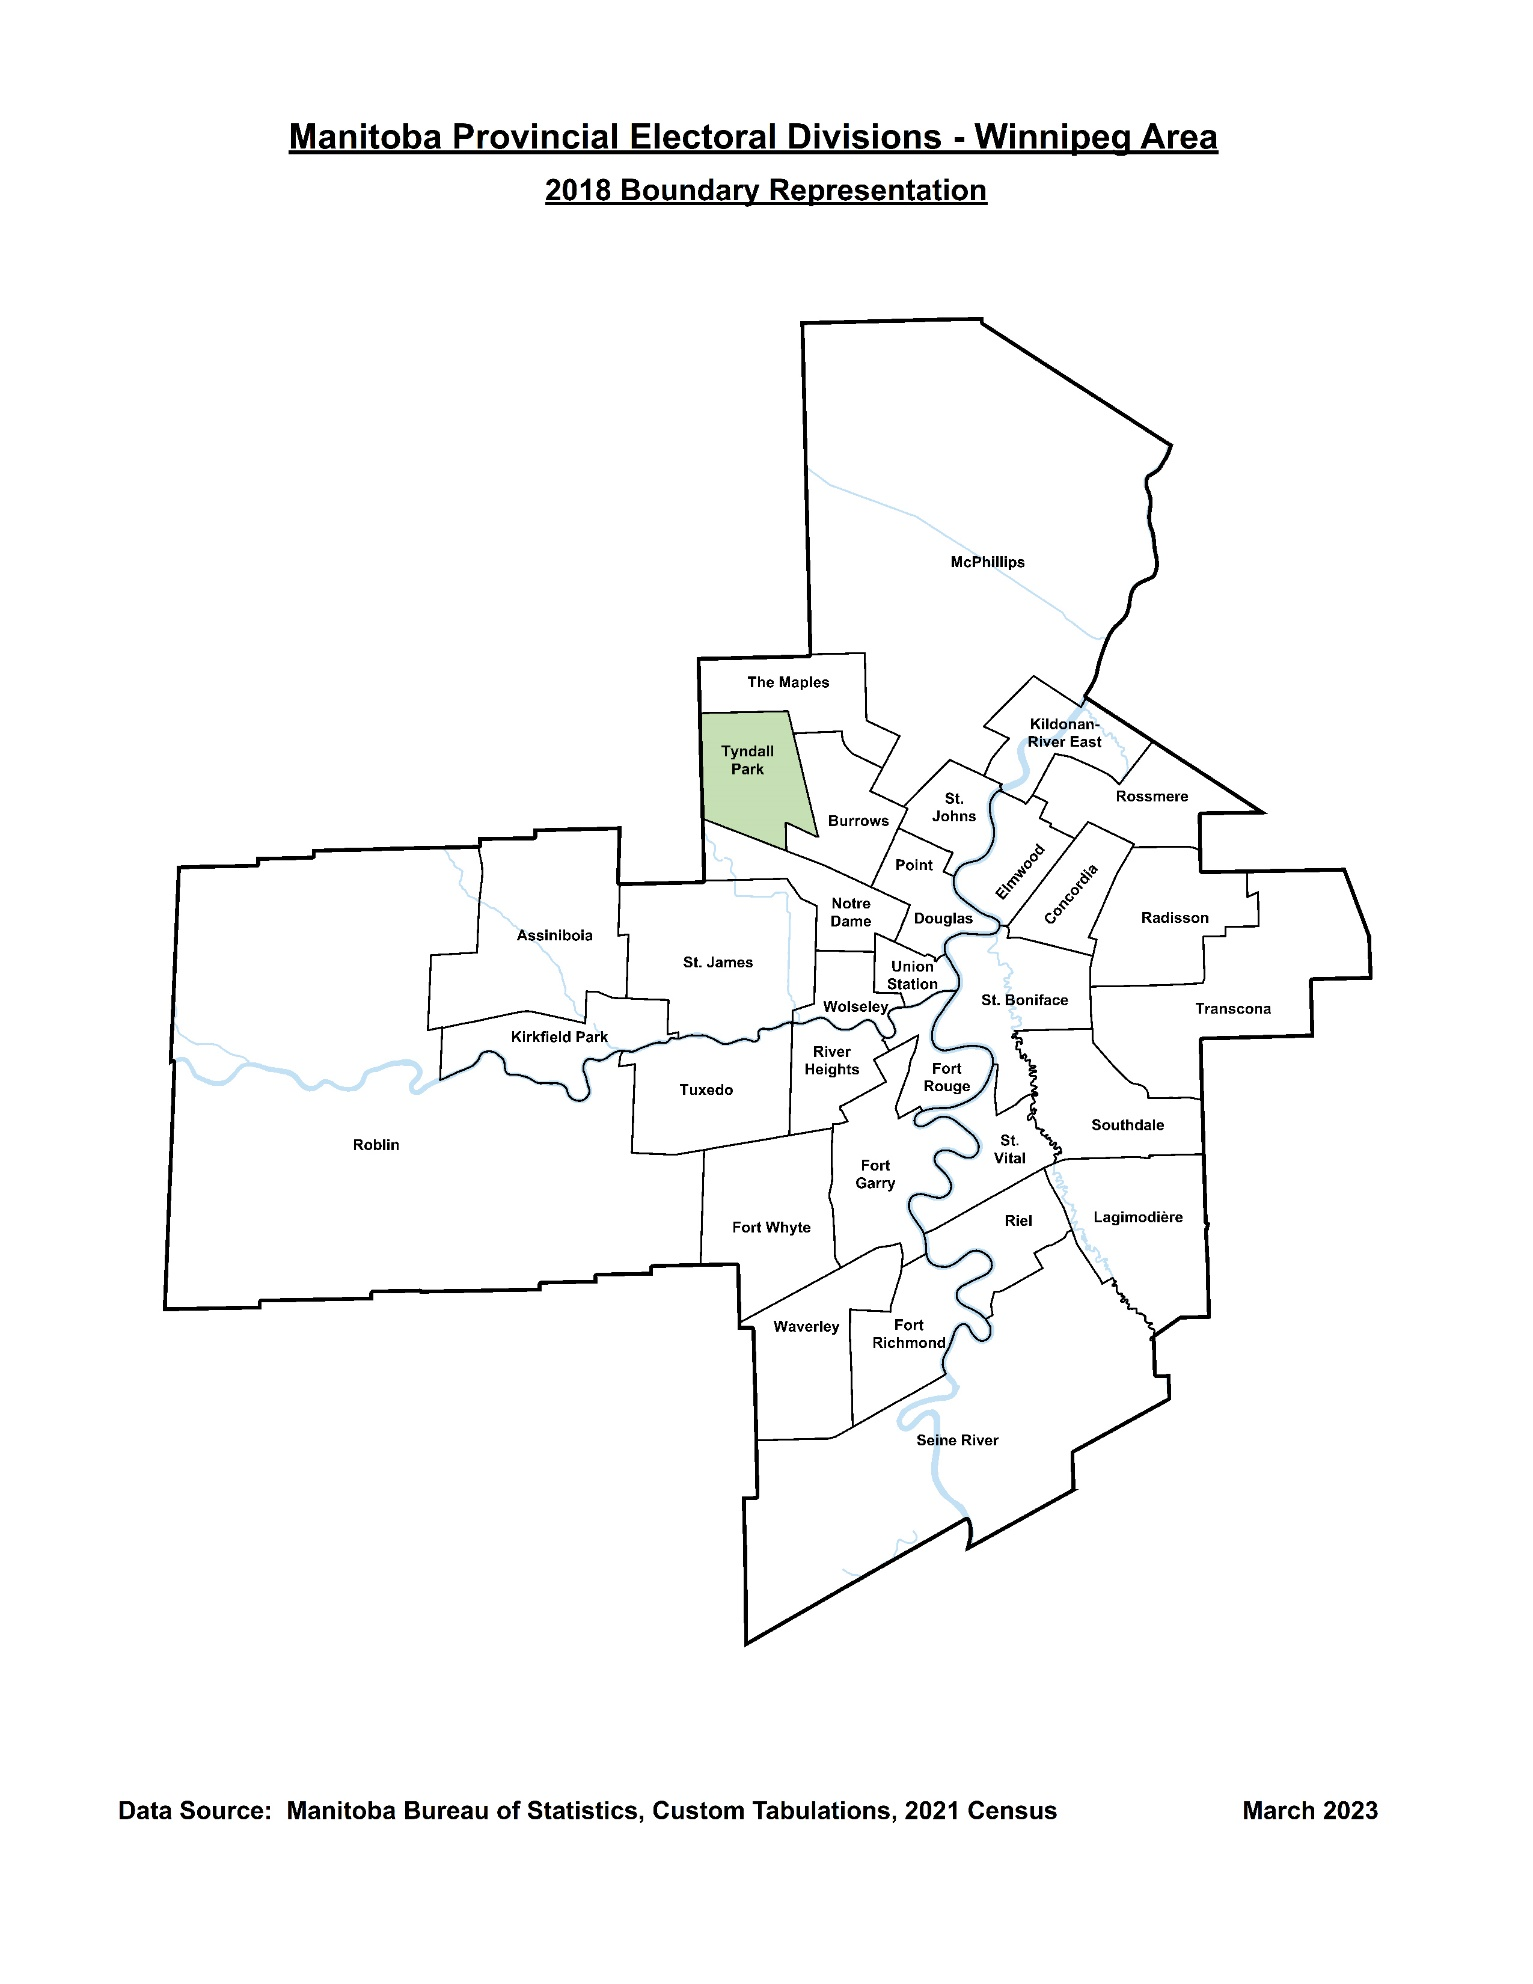 Manitoba Provincial Electoral Divisions - Winnipeg Area
2018 Boundary Representation
McPhillips
The Maples
Kildonan-
River East
Tyndall
Park
Rossmere
St.
Johns
Burrows
Point
Elmwood
Concordia
Notre
Dame
Douglas
Radisson
Assiniboia
St. James
Union
Station
St. Boniface
Wolseley
Transcona
Kirkfield Park
River
Heights
Fort
Rouge
Tuxedo
Southdale
Roblin
St.
Vital
Fort
Garry
Riel
Lagimodière
Fort Whyte
Waverley
Fort
Richmond
Seine River
Data Source:  Manitoba Bureau of Statistics, Custom Tabulations, 2021 Census
March 2023